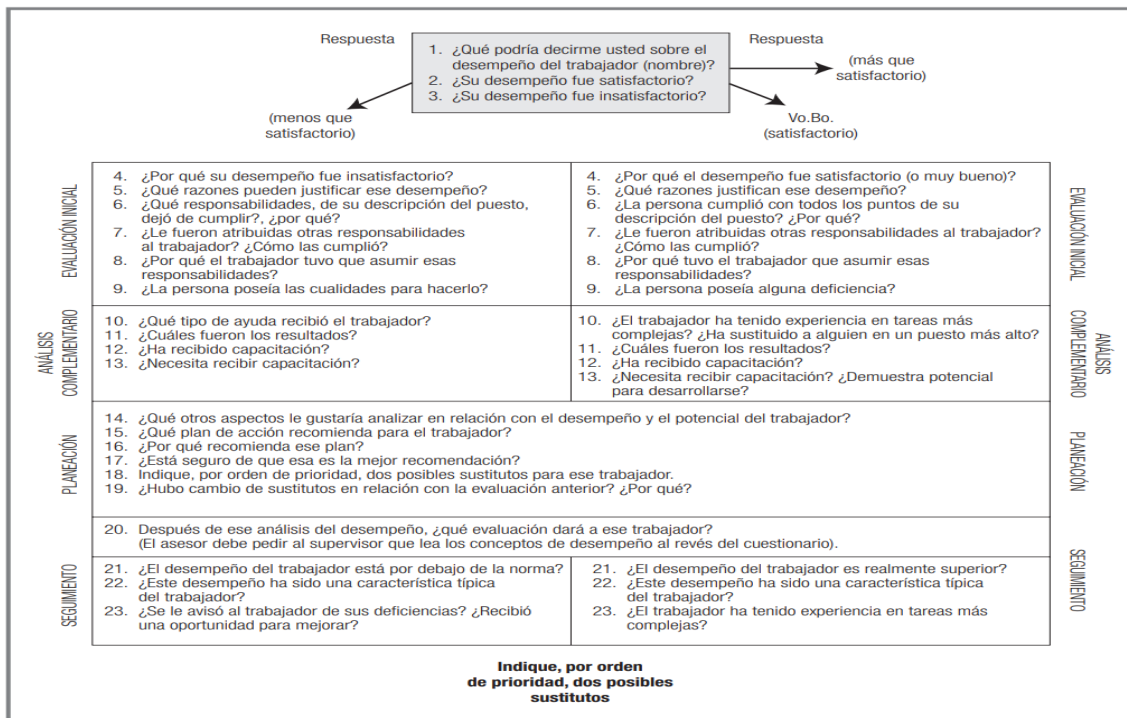 Respuesta
1. ¿Qué podría decirme usted sobre el
desempeño del trabajador (nombre)?
2. ¿Su desempeño fue satisfactorio?
3. ¿Su desempeño fue insatisfactorio?
Respuesta
(más que
satisfactorio)
(menos que
satisfactorio)
Vo.Bo.
(satisfactorio)
EVALUACIÓN INICIAL
4. ¿Por qué su desempeño fue insatisfactorio?
5. ¿Qué razones pueden justificar ese desempeño?
6. ¿Qué responsabilidades, de su descripción del puesto,
dejó de cumplir?, ¿por qué?
7. ¿Le fueron atribuidas otras responsabilidades
al trabajador? ¿Cómo las cumplió?
8. ¿Por qué el trabajador tuvo que asumir esas
responsabilidades?
9. ¿La persona poseía las cualidades para hacerlo?
4. ¿Por qué el desempeño fue satisfactorio (o muy bueno)?
5. ¿Qué razones justifican ese desempeño?
6. ¿La persona cumplió con todos los puntos de su
descripción del puesto? ¿Por qué?
7. ¿Le fueron atribuidas otras responsabilidades al trabajador?
¿Cómo las cumplió?
8. ¿Por qué tuvo el trabajador que asumir esas
responsabilidades?
9. ¿La persona poseía alguna deficiencia?
EVALUACIÓN INICIAL
ANÁLISIS
COMPLEMENTARIO
10. ¿Qué tipo de ayuda recibió el trabajador?
11. ¿Cuáles fueron los resultados?
12. ¿Ha recibido capacitación?
13. ¿Necesita recibir capacitación?
10. ¿El trabajador ha tenido experiencia en tareas más
complejas? ¿Ha sustituido a alguien en un puesto más alto?
11. ¿Cuáles fueron los resultados?
12. ¿Ha recibido capacitación?
13. ¿Necesita recibir capacitación? ¿Demuestra potencial
para desarrollarse?
ANÁLISIS
COMPLEMENTARIO
PLANEACIÓN
14. ¿Qué otros aspectos le gustaría analizar en relación con el desempeño y el potencial del trabajador?
15. ¿Qué plan de acción recomienda para el trabajador?
16. ¿Por qué recomienda ese plan?
17. ¿Está seguro de que esa es la mejor recomendación?
18. Indique, por orden de prioridad, dos posibles sustitutos para ese trabajador.
19. ¿Hubo cambio de sustitutos en relación con la evaluación anterior? ¿Por qué?
PLANEACIÓN
20. Después de ese análisis del desempeño, ¿qué evaluación dará a ese trabajador?
(El asesor debe pedir al supervisor que lea los conceptos de desempeño al revés del cuestionario).
SEGUIMIENTO
21. ¿El desempeño del trabajador está por debajo de la norma?
22. ¿Este desempeño ha sido una característica típica
del trabajador?
23. ¿Se le avisó al trabajador de sus deficiencias? ¿Recibió
una oportunidad para mejorar?
21. ¿El desempeño del trabajador es realmente superior?
22. ¿Este desempeño ha sido una característica típica
del trabajador?
23. ¿El trabajador ha tenido experiencia en tareas más
complejas?
SEGUIMIENTO
Indique, por orden
de prioridad, dos posibles
sustitutos